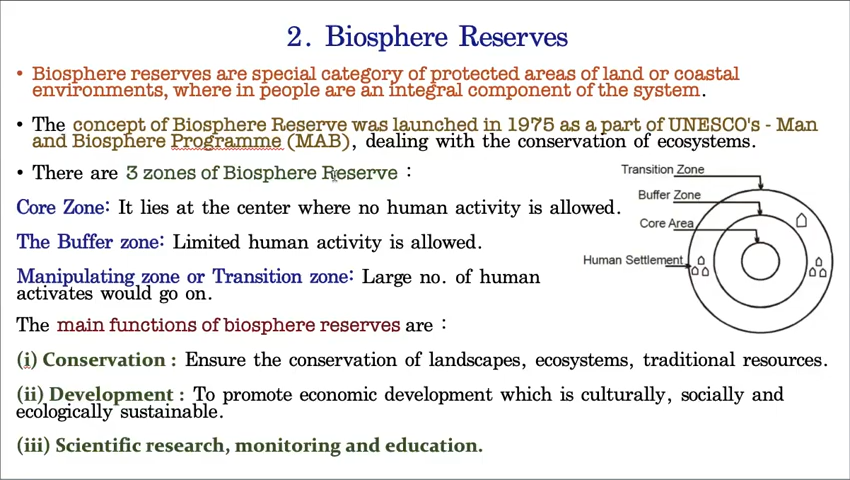 2. Biosphere Reserves
• Biosphere reserves are special category of protected areas of land or coastal
environments, where in people are an integral component of the system.
• The concept of Biosphere Reserve was launched in 1975 as a part of UNESCO's - Man
and Biosphere Programme (MAB), dealing with the conservation of ecosystems.
• There are 3 zones of Biosphere Reserve :
Core Zone: It lies at the center where no human activity is allowed.
The Buffer zone: Limited human activity is allowed.
Manipulating zone or Transition zone: Large no. of human
activates would go on.
Transition Zone
Buffer Zone
Core Area
Human Settlement
The main functions of biosphere reserves are :
(i) Conservation : Ensure the conservation of landscapes, ecosystems, traditional resources.
(ii) Development : To promote economic development which is culturally, socially and
ecologically sustainable.
(iii) Scientific research, monitoring and education.